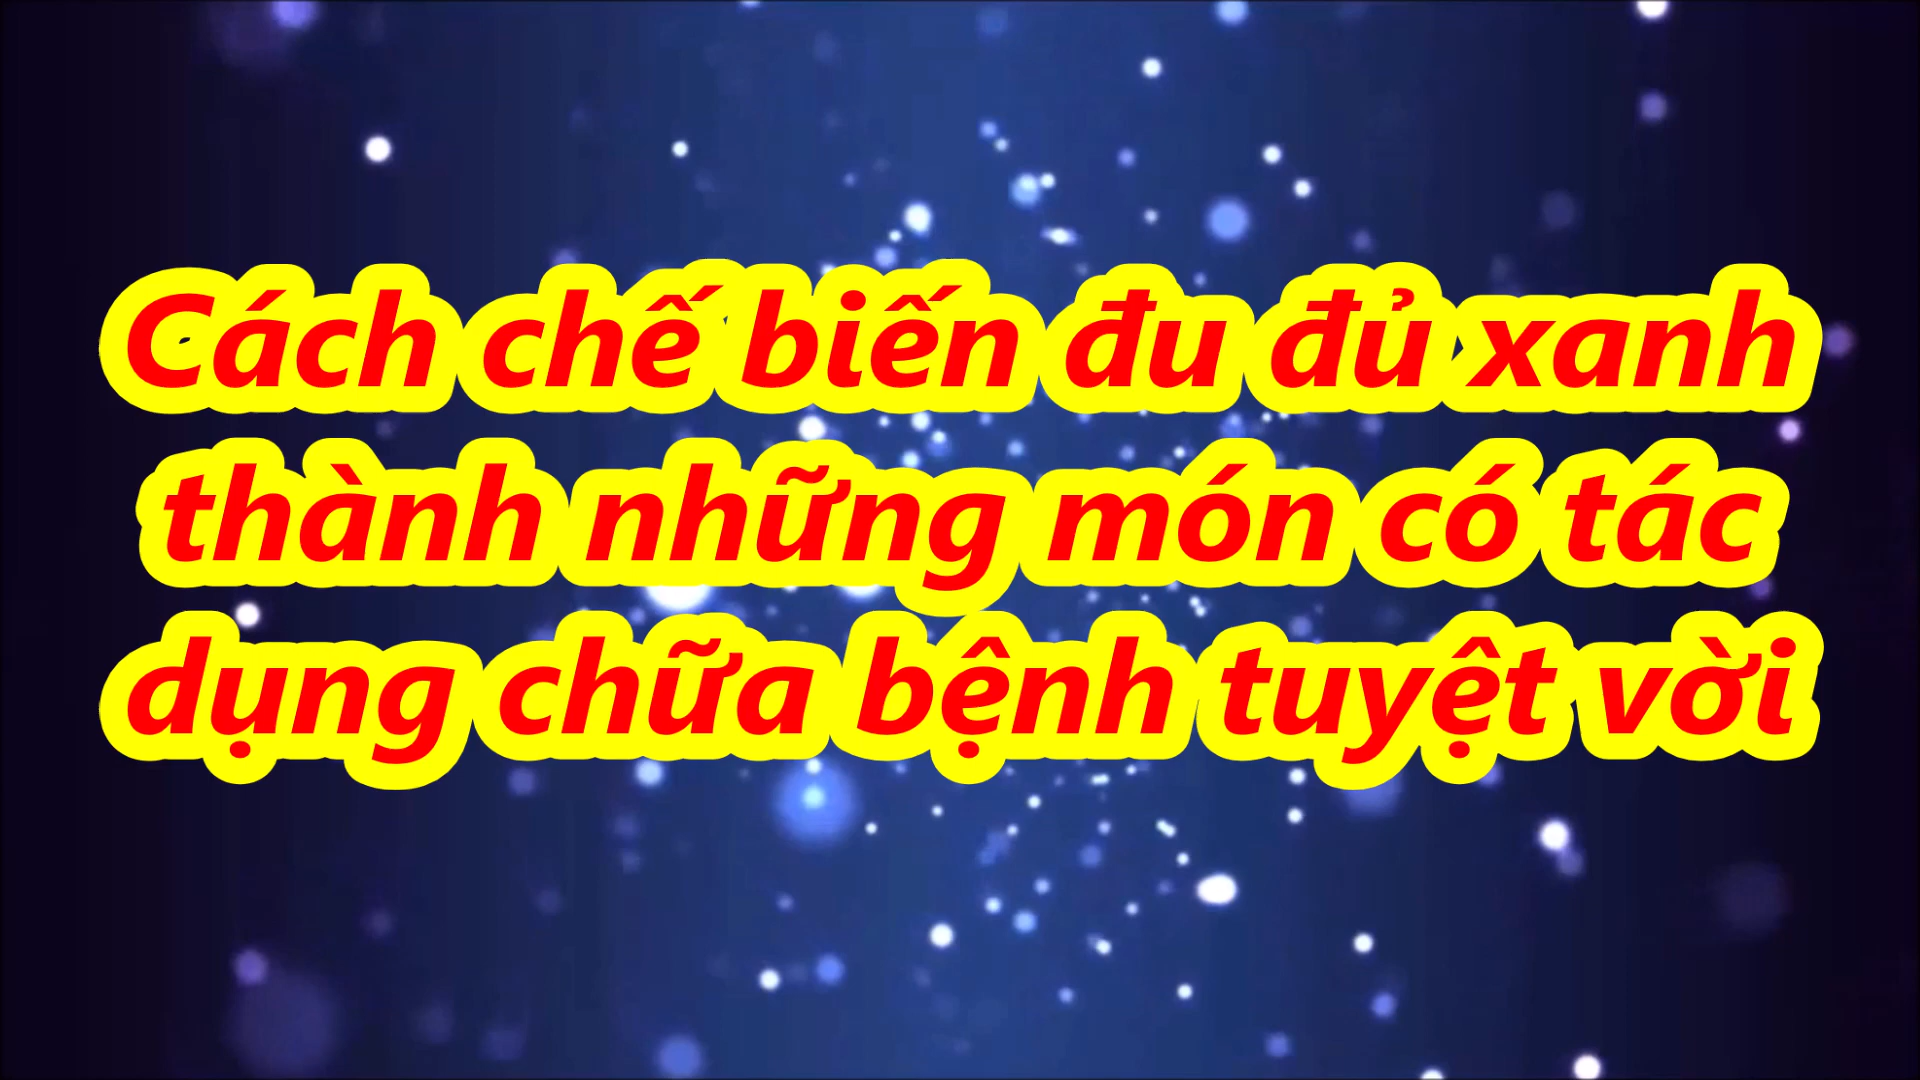 Cách chế biến đu đủ xanh
thành những món có tác
dụng chữa bệnh tuyệt vời